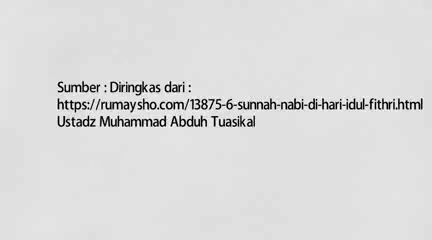 Sumber : Diringkas dari :
https://rumaysho.com/13875-6-sunnah-nabi-di-hari-idul-fithri.html
Ustadz Muhammad Abduh Tuasikal